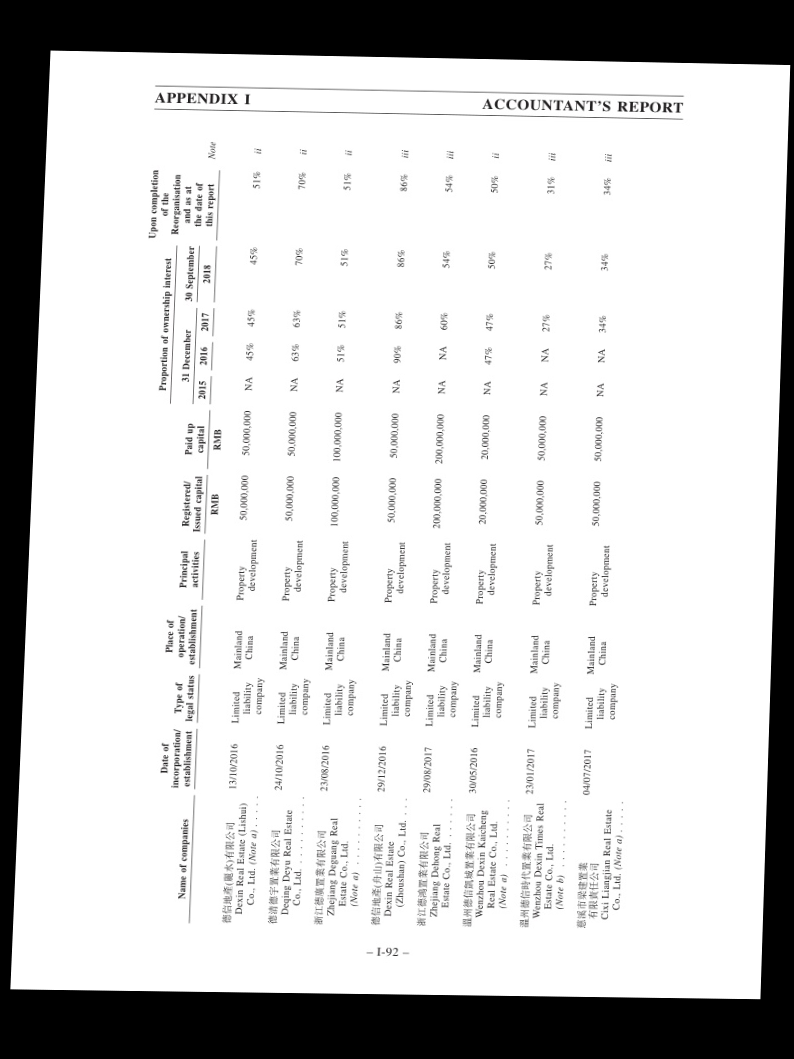 APPENDIX I ACCOUNTANT'S REPORT
Proportion of ownership interest
Upon completion
of the
Reorganisation
and as at
the date of
this report
Date of
incorporation/
establishment
Type of
legal status
Place of
operation/
establishment
Principal
activities
Registered/
Issued capital
Paid up
capital
31 December
30 September
Name of companies
2015 2016 2017 2018
Note
RMB RMB
德信地產(麗水)有限公司
Dexin Real Estate (Lishui)
Co., Ltd. (Note a) . . . . .
13/10/2016 Limited
liability
company
Mainland
China
Property
development
50,000,000 50,000,000 NA 45% 45% 45% 51% ii
德清德宇置業有限公司
Deqing Deyu Real Estate
Co., Ltd. . . . . . . . . . . .
24/10/2016 Limited
liability
company
Mainland
China
Property
development
50,000,000 50,000,000 NA 63% 63% 70% 70% ii
浙江德廣置業有限公司
Zhejiang Deguang Real
Estate Co., Ltd.
(Note a) . . . . . . . . . . .
23/08/2016 Limited
liability
company
Mainland
China
Property
development
100,000,000 100,000,000 NA 51% 51% 51% 51% ii
德信地產(舟山)有限公司
Dexin Real Estate
(Zhoushan) Co., Ltd. . . .
29/12/2016 Limited
liability
company
Mainland
China
Property
development
50,000,000 50,000,000 NA 90% 86% 86% 86% iii
浙江德鴻置業有限公司
Zhejiang Dehong Real
Estate Co., Ltd. . . . . . . .
29/08/2017 Limited
liability
company
Mainland
China
Property
development
200,000,000 200,000,000 NA NA 60% 54% 54% iii
溫州德信凱城置業有限公司
Wenzhou Dexin Kaicheng
Real Estate Co., Ltd.
(Note a) . . . . . . . . . . .
30/05/2016 Limited
liability
company
Mainland
China
Property
development
20,000,000 20,000,000 NA 47% 47% 50% 50% ii
溫州德信時代置業有限公司
Wenzhou Dexin Times Real
Estate Co., Ltd.
(Note b) . . . . . . . . . . .
23/01/2017 Limited
liability
company
Mainland
China
Property
development
50,000,000 50,000,000 NA NA 27% 27% 31% iii
慈溪市梁建置業
有限責任公司
Cixi Liangjian Real Estate
Co., Ltd. (Note a) . . . . .
04/07/2017 Limited
liability
company
Mainland
China
Property
development
50,000,000 50,000,000 NA NA 34% 34% 34% iii
– I-92 –